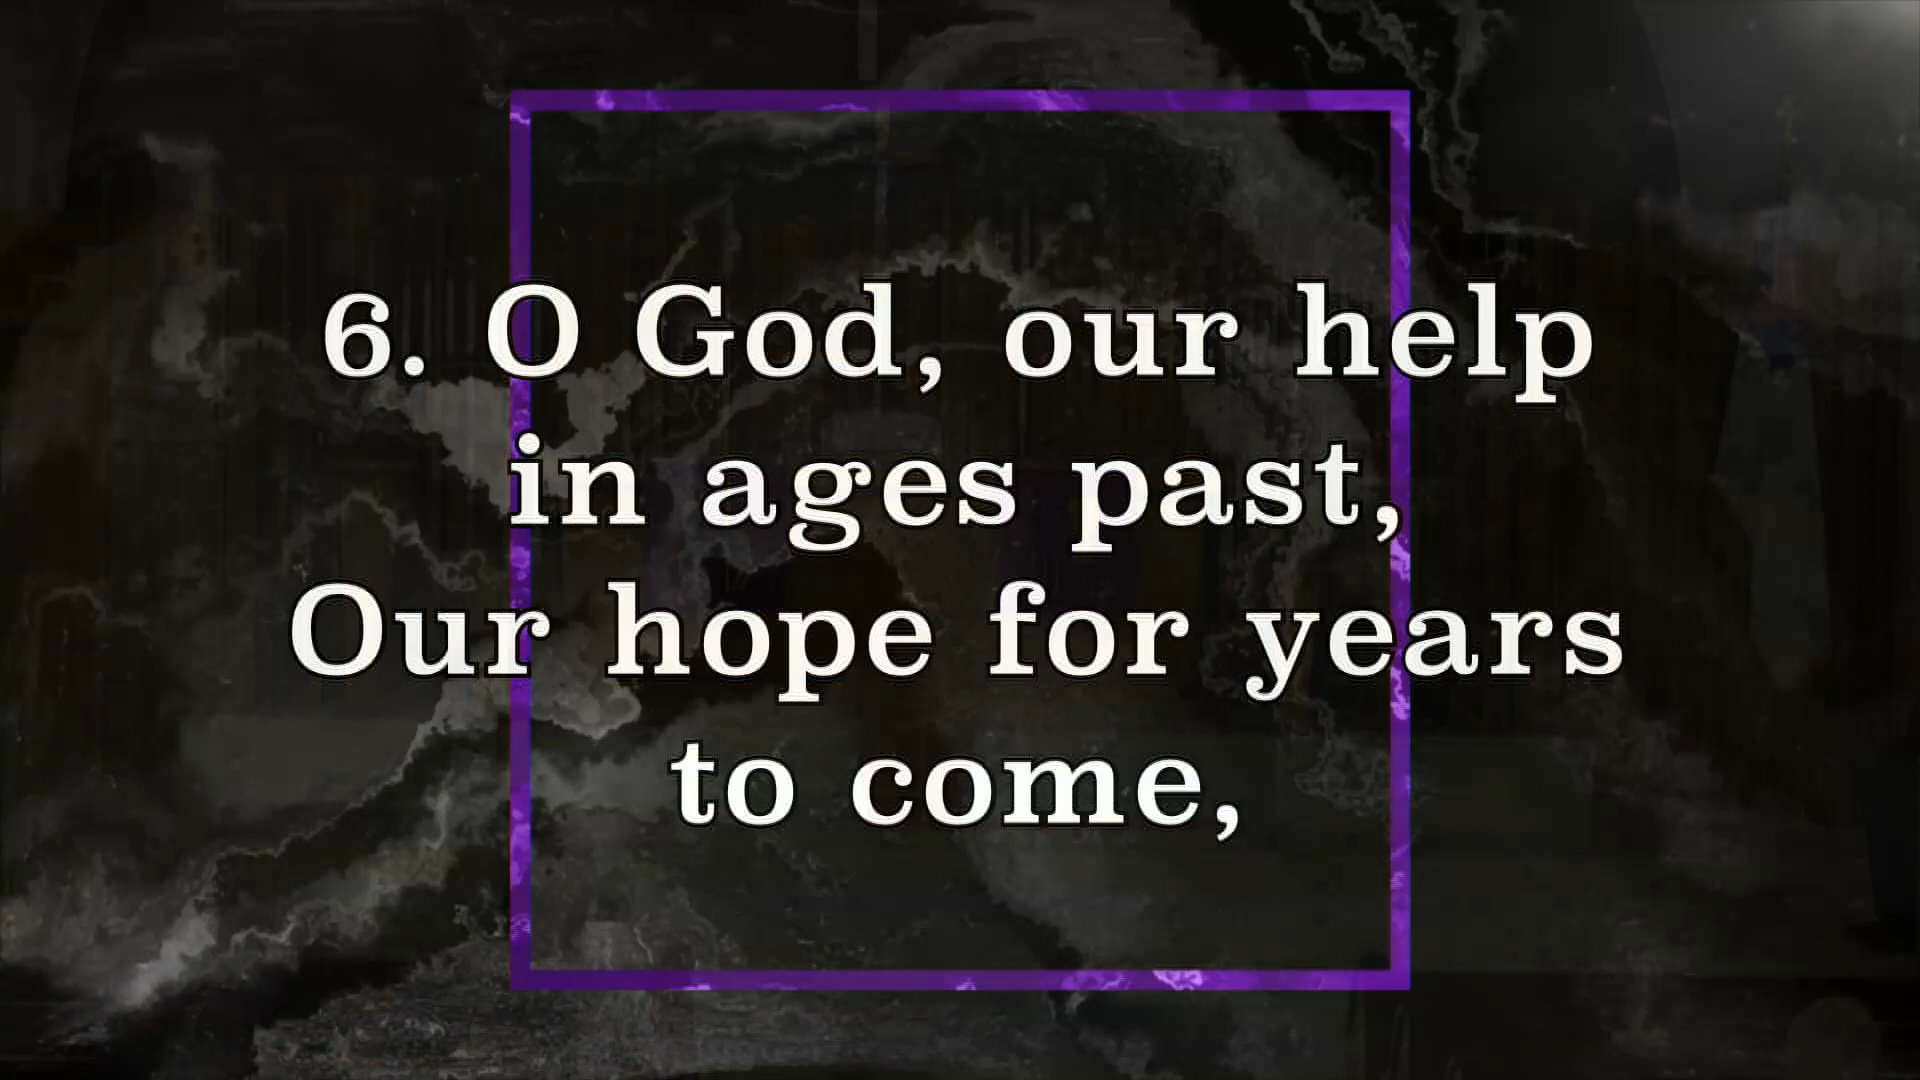 6. O God, our help
in ages past,
Our hope for years
to come,